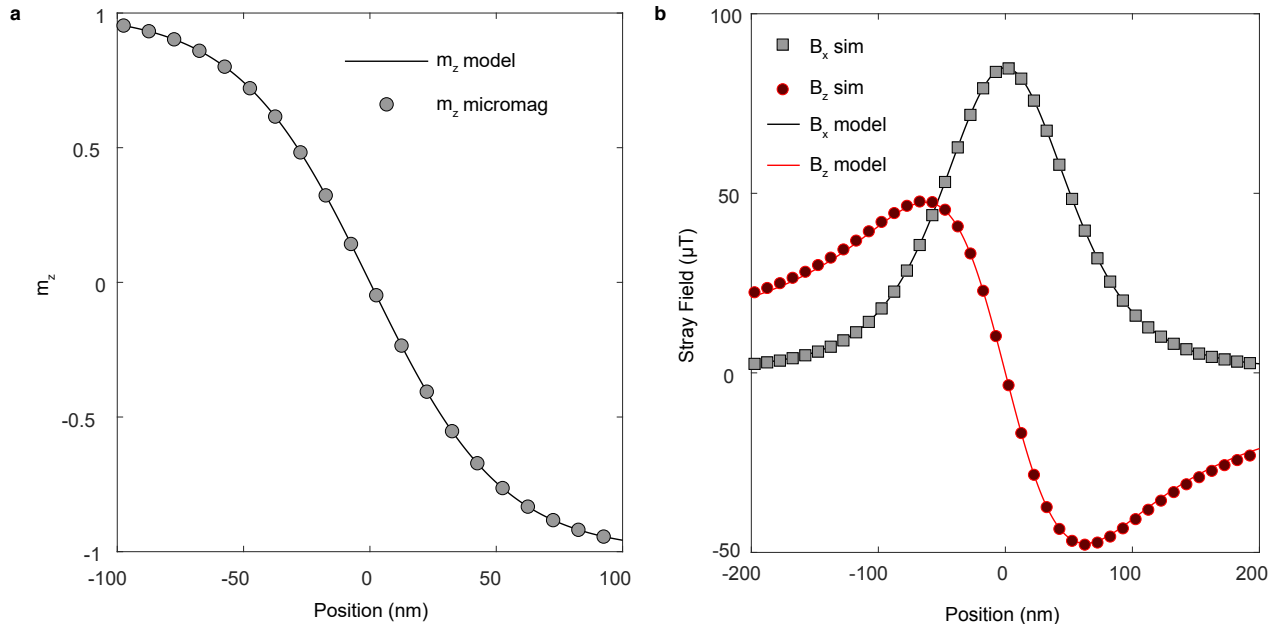 a
1
0.5
0
-0.5
-1
m_z
m_z model
m_z micromag
-100
-50
0
50
100
Position (nm)
b
100
50
0
-50
Stray Field (μT)
B_x sim
B_z sim
B_x model
B_z model
-200
-100
0
100
200
Position (nm)